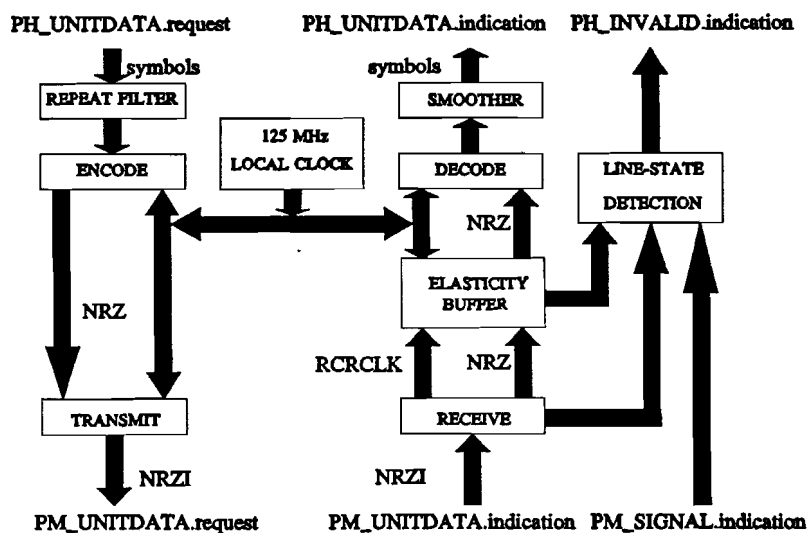 PH_UNITDATA.request
PH_UNITDATA.indication
PH_INVALID.indication
symbols
symbols
REPEAT FILTER
SMOOTHER
125 MHz
LOCAL CLOCK
ENCODE
DECODE
LINE-STATE
DETECTION
NRZ
ELASTICITY
BUFFER
NRZ
RCRCLK
NRZ
TRANSMIT
RECEIVE
NRZI
NRZI
PM_UNITDATA.request
PM_UNITDATA.indication
PM_SIGNAL.indication